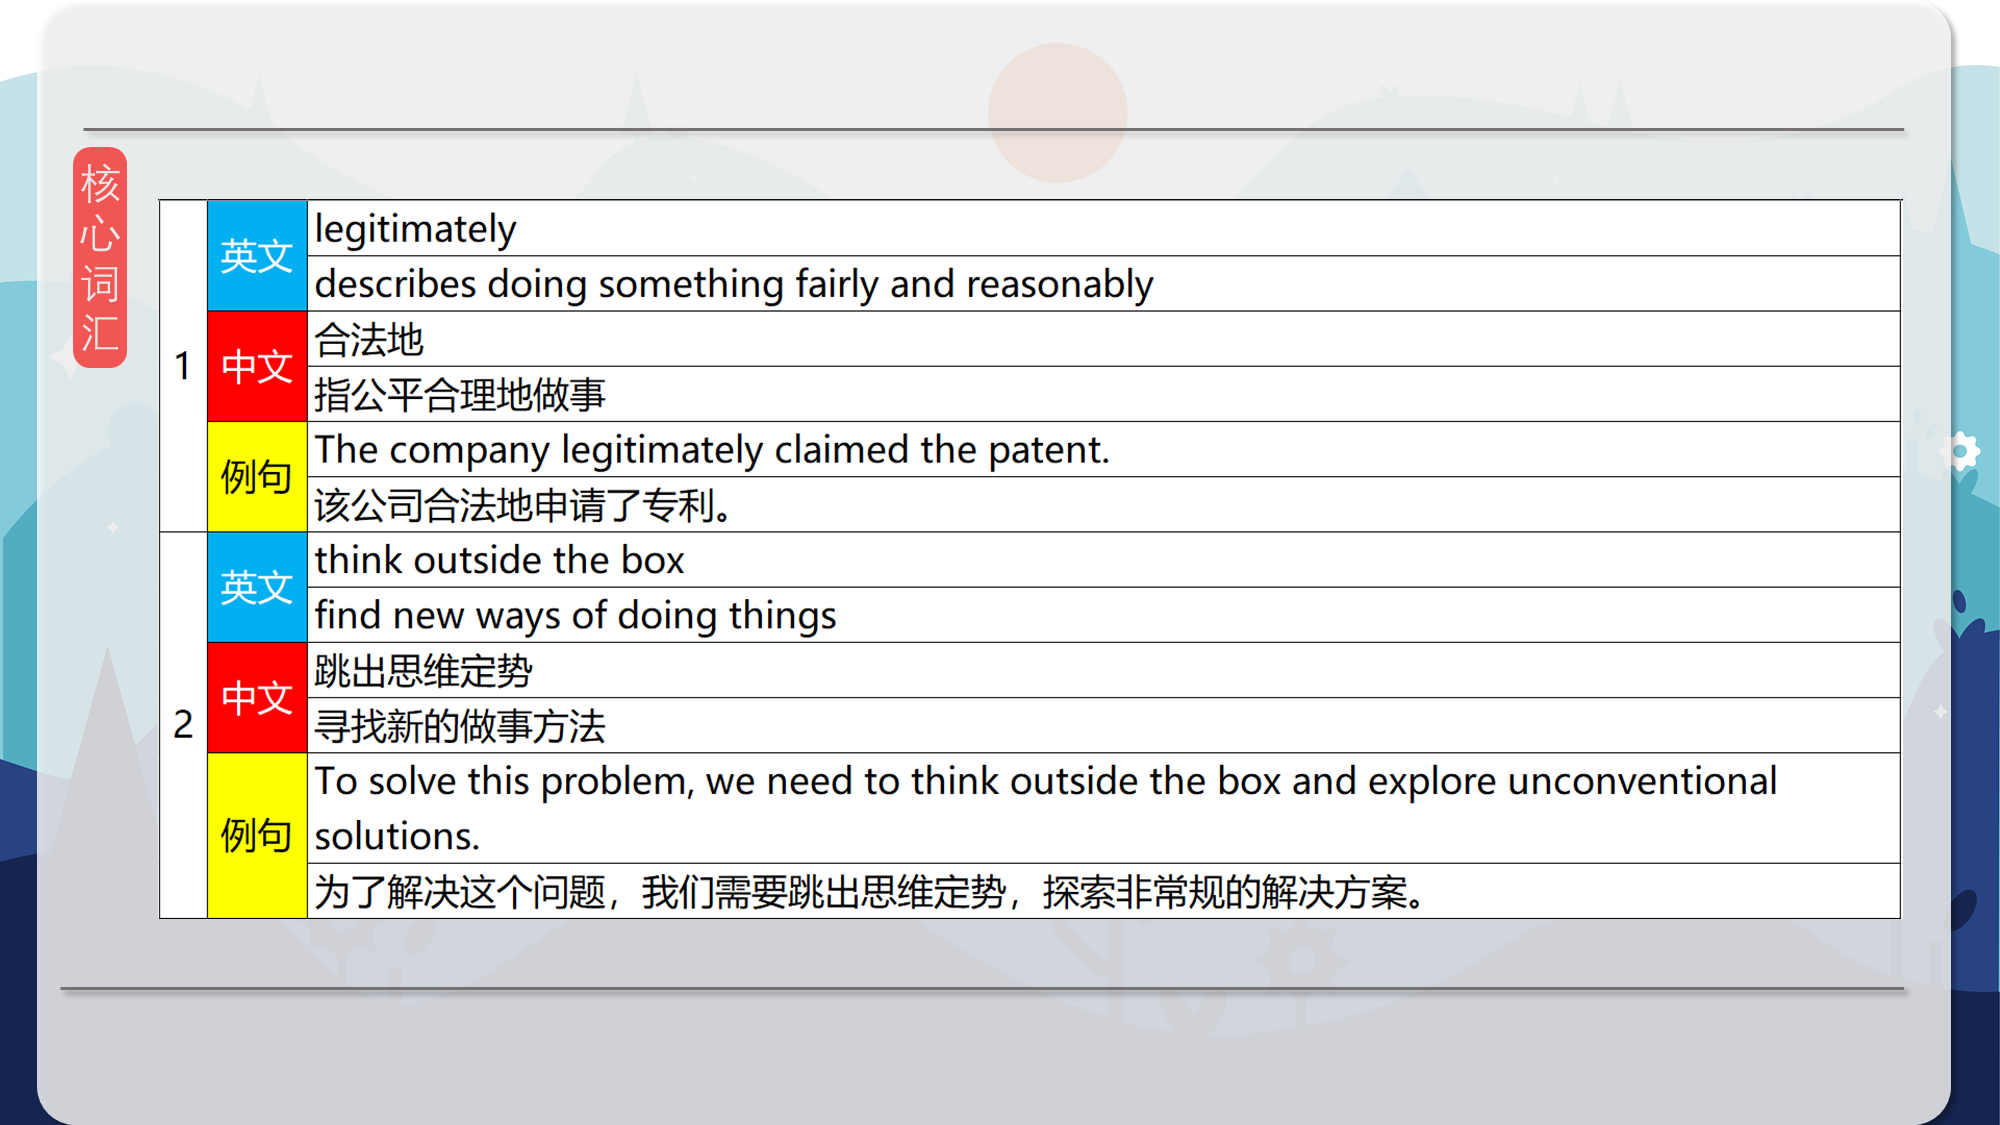 核心词汇
1
英文
legitimately
describes doing something fairly and reasonably
中文
合法地
指公平合理地做事
例句
The company legitimately claimed the patent.
该公司合法地申请了专利。
2
英文
think outside the box
find new ways of doing things
中文
跳出思维定势
寻找新的做事方法
例句
To solve this problem, we need to think outside the box and explore unconventional
solutions.
为了解决这个问题，我们需要跳出思维定势，探索非常规的解决方案。